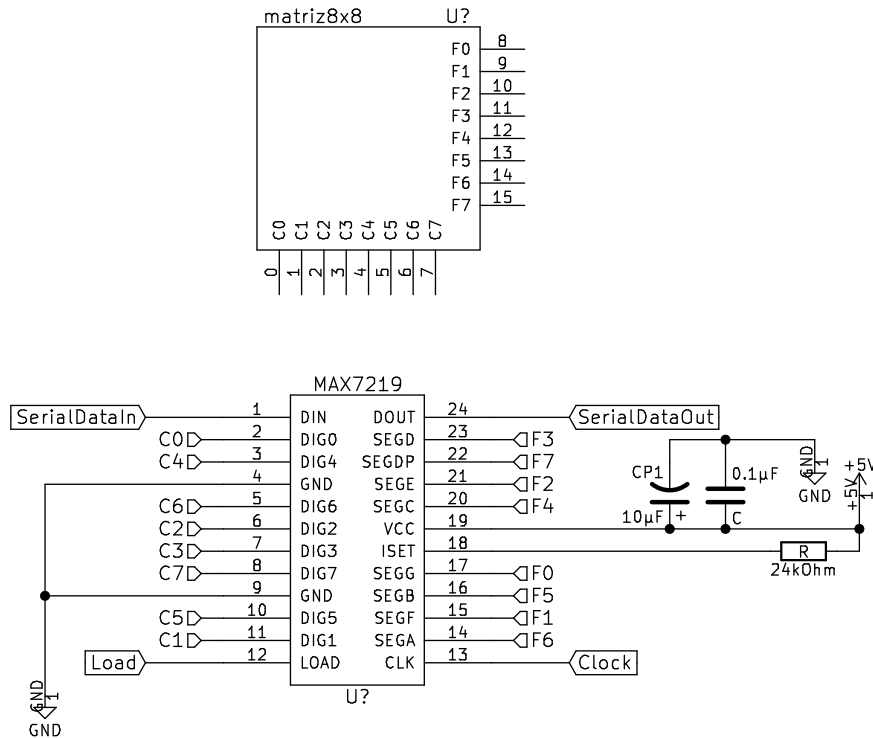 matriz8x8 U?
F0 8
F1 9
F2 10
F3 11
F4 12
F5 13
F6 14
F7 15
C0 C1 C2 C3 C4 C5 C6 C7
0 1 2 3 4 5 6 7
MAX7219
SerialDataIn 1 DIN DOUT 24 SerialDataOut
C0 2 DIG0 SEGD 23 F3
C4 3 DIG4 SEGDP 22 F7
4 GND SEGE 21 F2
C6 5 DIG6 SEGC 20 F4
C2 6 DIG2 VCC 19
C3 7 DIG3 ISET 18
C7 8 DIG7 SEGG 17 F0
9 GND SEGB 16 F5
C5 10 DIG5 SEGF 15 F1
C1 11 DIG1 SEGA 14 F6
Load 12 LOAD CLK 13 Clock
U?
CP1
10µF +
0.1µF
C
GND 1
GND
+5V
+5V 1
R
24kOhm
GND 1
GND